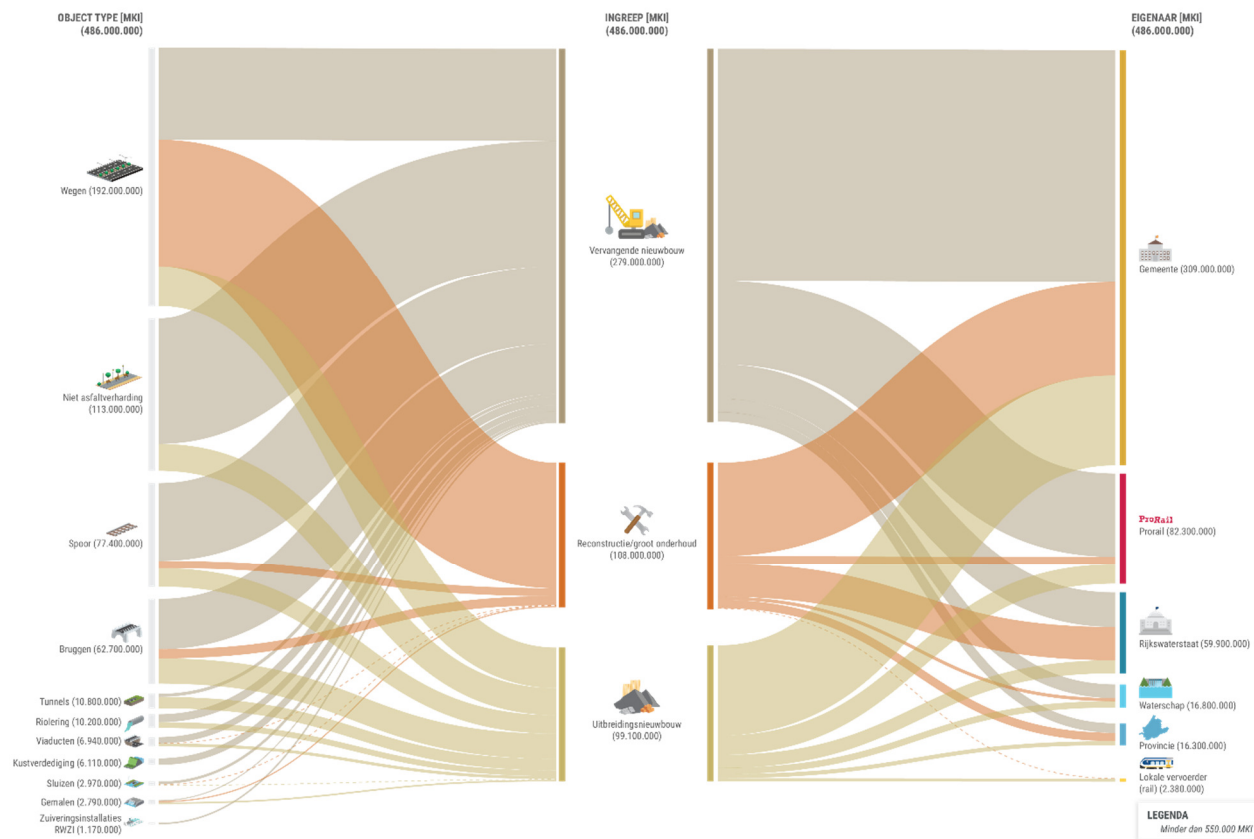 OBJECT TYPE [MKI]
(486.000.000)
Wegen (192.000.000)
Niet asfaltverharding
(113.000.000)
Spoor (77.400.000)
Bruggen (62.700.000)
Tunnels (10.800.000)
Riolering (10.200.000)
Viaducten (6.940.000)
Kustverdediging (6.110.000)
Sluizen (2.970.000)
Gemalen (2.790.000)
Zuiveringsinstallaties
RWZI (1.170.000)
INGREEP [MKI]
(486.000.000)
Vervangende nieuwbouw
(279.000.000)
Reconstructie/groot onderhoud
(108.000.000)
Uitbreidingsnieuwbouw
(99.100.000)
EIGENAAR [MKI]
(486.000.000)
Gemeente (309.000.000)
ProRail
Prorail (82.300.000)
Rijkswaterstaat (59.900.000)
Waterschap (16.800.000)
Provincie (16.300.000)
Lokale vervoerder
(rail) (2.380.000)
LEGENDA
Minder dan 550.000 MKI